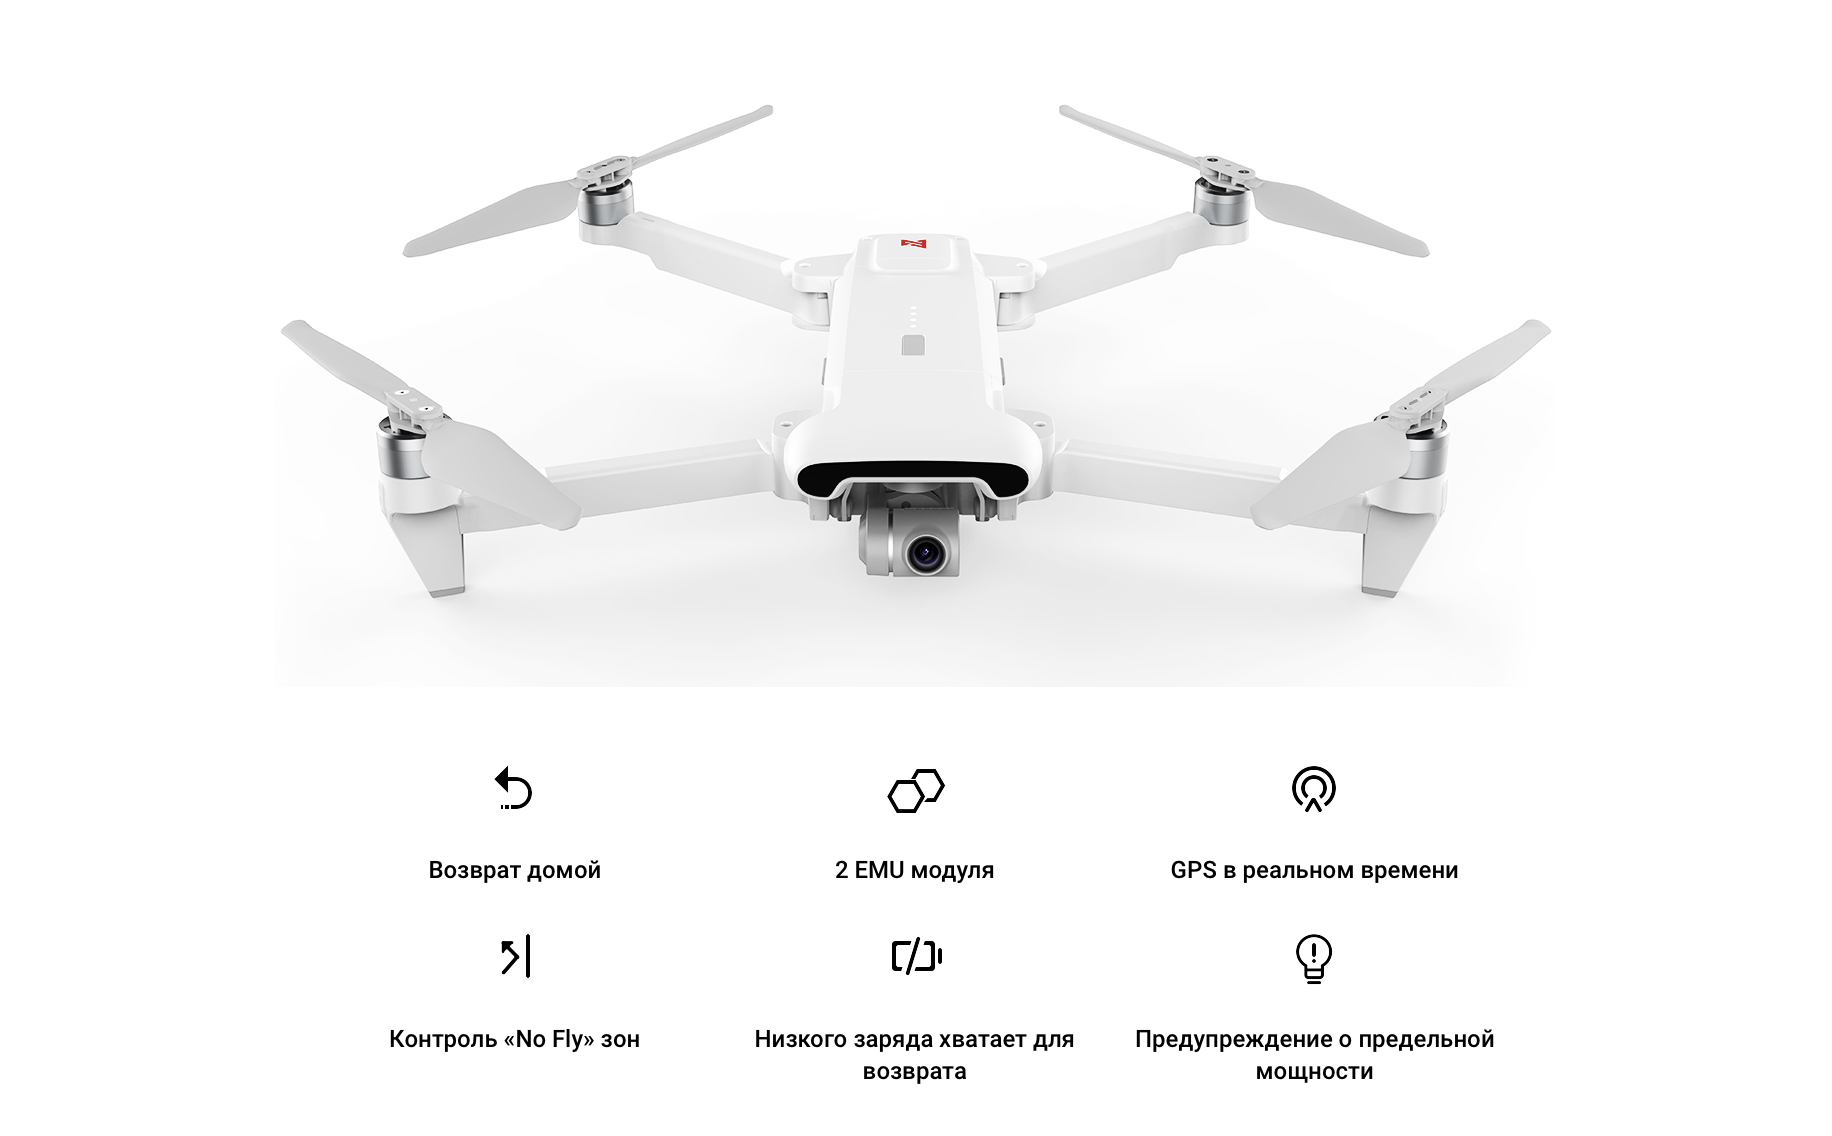 Возврат домой
2 EMU модуля
GPS в реальном времени
Контроль «No Fly» зон
Низкого заряда хватает для
возврата
Предупреждение о предельной
мощности